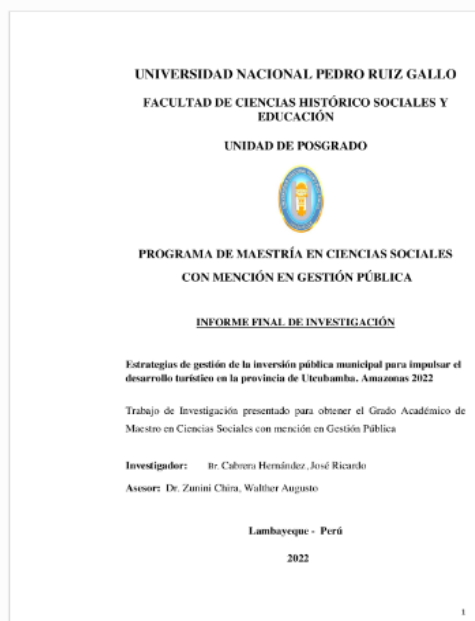 UNIVERSIDAD NACIONAL PEDRO RUIZ GALLO
FACULTAD DE CIENCIAS HISTÓRICO SOCIALES Y
EDUCACIÓN
UNIDAD DE POSGRADO
PROGRAMA DE MAESTRÍA EN CIENCIAS SOCIALES
CON MENCIÓN EN GESTIÓN PÚBLICA
INFORME FINAL DE INVESTIGACIÓN
Estrategias de gestión de la inversión pública municipal para impulsar el
desarrollo turístico en la provincia de Utcubamba. Amazonas 2022
Trabajo de Investigación presentado para obtener el Grado Académico de
Maestro en Ciencias Sociales con mención en Gestión Pública
Investigador: Br. Cabrera Hernández, José Ricardo
Asesor: Dr. Zunini Chira, Walther Augusto
Lambayeque - Perú
2022
1